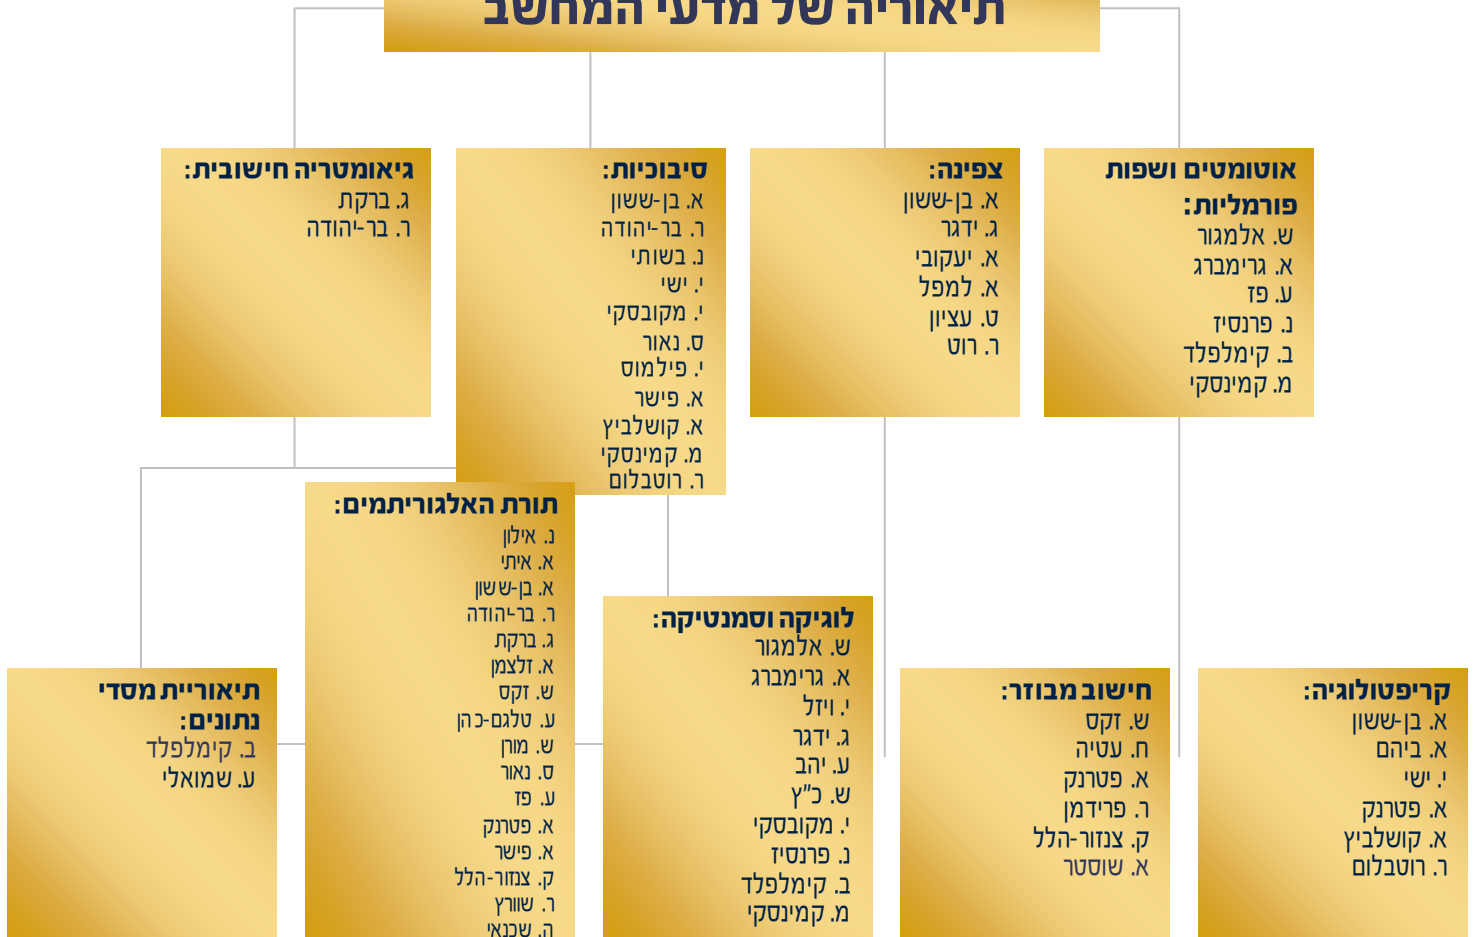 תיאוריה של מדעי המחשב
אוטומטים ושפות
פורמליות:
ש. אלמגור
א. גרימברג
ע. פז
נ. פרנסיז
ב. קימלפלד
מ. קמינסקי
צפינה:
א. בן-ששון
ג. ידגר
א. יעקובי
א. למפל
ט. עציון
ר. רוט
סיבוכיות:
א. בן-ששון
ר. בר-יהודה
נ. בשותי
י. ישי
י. מקובסקי
ס. נאור
י. פילמוס
א. פישר
א. קושלביץ
מ. קמינסקי
ר. רוטבלום
גיאומטריה חישובית:
ג. ברקת
ר. בר-יהודה
קריפטולוגיה:
א. בן-ששון
א. ביהם
י. ישי
א. פטרנק
א. קושלביץ
ר. רוטבלום
חישוב מבוזר:
ש. זקס
ח. עטיה
א. פטרנק
ר. פרידמן
ק. צנזור-הלל
א. שוסטר
לוגיקה וסמנטיקה:
ש. אלמגור
א. גרימברג
י. ויזל
ג. ידגר
ע. יהב
ש. כ"ץ
י. מקובסקי
נ. פרנסיז
ב. קימלפלד
מ. קמינסקי
תורת האלגוריתמים:
נ. אילון
א. איתי
א. בן-ששון
ר. בר-יהודה
ג. ברקת
א. זלצמן
ש. זקס
ע. טלגם-כהן
ש. מורן
ס. נאור
ע. פז
א. פטרנק
א. פישר
ק. צנזור-הלל
ר. שוורץ
ה. שכנאי
תיאוריית מסדי
נתונים:
ב. קימלפלד
ע. שמואלי